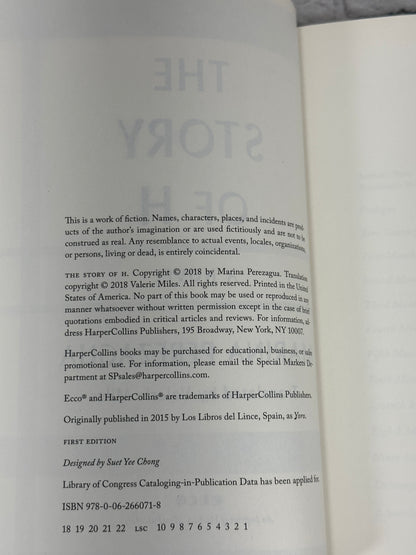 This is a work of fiction. Names, characters, places, and incidents are prod-
ucts of the author's imagination or are used fictitiously and are not to be
construed as real. Any resemblance to actual events, locales, organizations,
or persons, living or dead, is entirely coincidental.
THE STORY OF H. Copyright © 2018 by Marina Perezagua. Translation
copyright © 2018 Valerie Miles. All rights reserved. Printed in the United
States of America. No part of this book may be used or reproduced in any
manner whatsoever without written permission except in the case of brief
quotations embodied in critical articles and reviews. For information, ad-
dress HarperCollins Publishers, 195 Broadway, New York, NY 10007.
HarperCollins books may be purchased for educational, business, or sales
promotional use. For information, please email the Special Markets De-
partment at SPsales@harpercollins.com.
Ecco® and HarperCollins® are trademarks of HarperCollins Publishers.
Originally published in 2015 by Los Libros del Lince, Spain, as Yoro.
FIRST EDITION
Designed by Suet Yee Chong
Library of Congress Cataloging-in-Publication Data has been applied for.
ISBN 978-0-06-266071-8
18 19 20 21 22 LSC 10 9 8 7 6 5 4 3 2 1